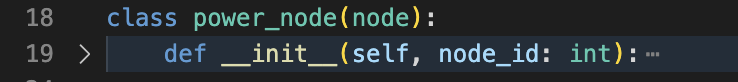 18 class power_node(node):
19 > def __init__(self, node_id: int):⋯